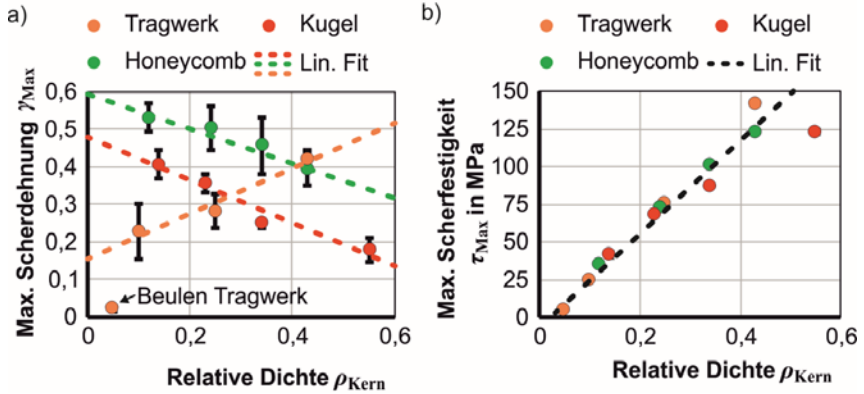 a)
Tragwerk
Kugel
Honeycomb
Lin. Fit
Max. Scherdehnung γMax
0,6
0,5
0,4
0,3
0,2
0,1
0
Beulen Tragwerk
0
0,2
0,4
0,6
Relative Dichte ρKern
b)
Tragwerk
Kugel
Honeycomb
Lin. Fit
Max. Scherfestigkeit
τMax in MPa
150
125
100
75
50
25
0
0
0,2
0,4
0,6
Relative Dichte ρKern